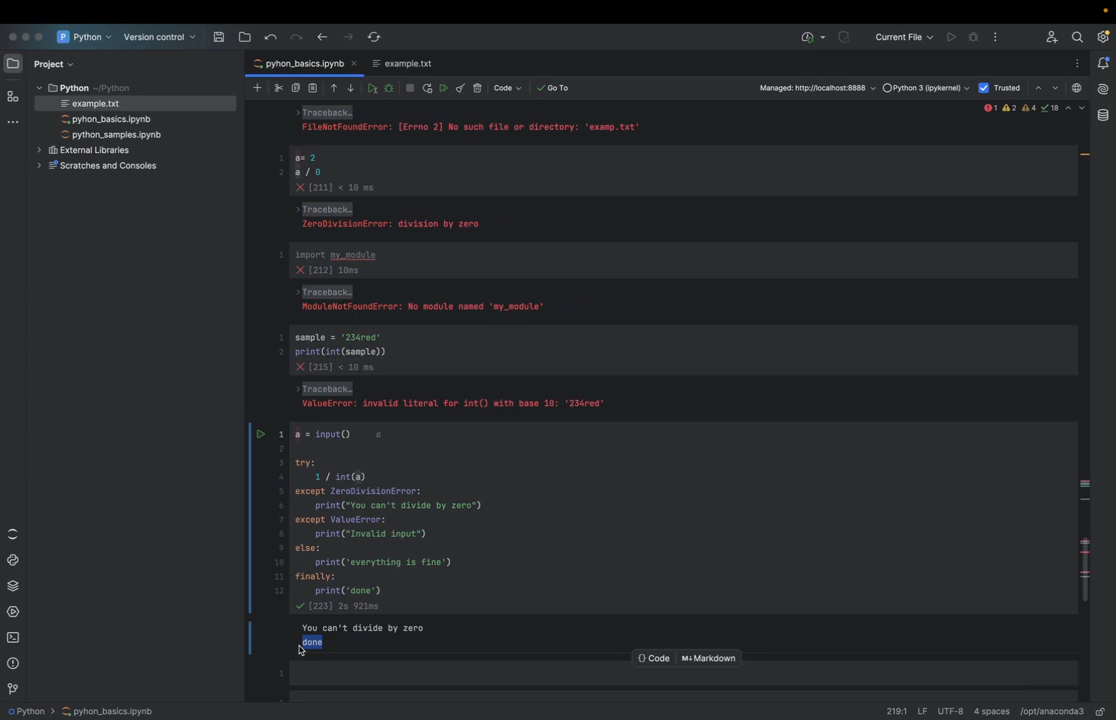 Python
Version control
Current File
Project
pyhon_basics.ipynb
example.txt
Python ~/Python
example.txt
pyhon_basics.ipynb
python_samples.ipynb
External Libraries
Scratches and Consoles
Code
Go To
Managed: http://localhost:8888
Python 3 (ipykernel)
Trusted
1 2 4 18
Traceback…
FileNotFoundError: [Errno 2] No such file or directory: 'examp.txt'
1 a= 2
2 a / 0
[211] < 10 ms
Traceback…
ZeroDivisionError: division by zero
1 import my_module
[212] 10ms
Traceback…
ModuleNotFoundError: No module named 'my_module'
1 sample = '234red'
2 print(int(sample))
[215] < 10 ms
Traceback…
ValueError: invalid literal for int() with base 10: '234red'
1 a = input() a
2
3 try:
4 1 / int(a)
5 except ZeroDivisionError:
6 print("You can't divide by zero")
7 except ValueError:
8 print("Invalid input")
9 else:
10 print('everything is fine')
11 finally:
12 print('done')
[223] 2s 921ms
You can't divide by zero
done
{} Code M↓ Markdown
1
Python > pyhon_basics.ipynb
219:1 LF UTF-8 4 spaces /opt/anaconda3